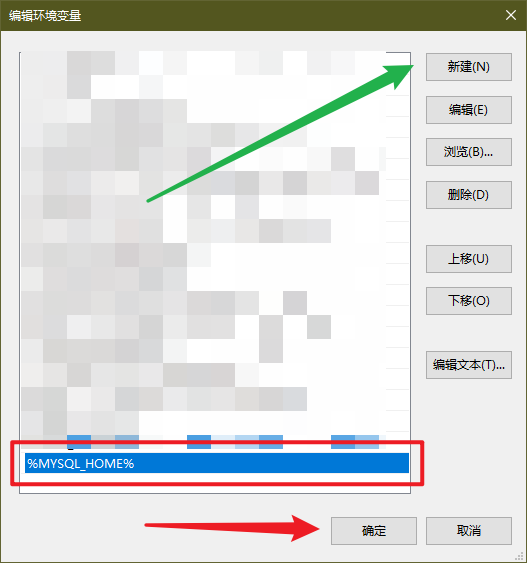 编辑环境变量
新建(N)
编辑(E)
浏览(B)...
删除(D)
上移(U)
下移(O)
编辑文本(T)...
%MYSQL_HOME%
确定
取消